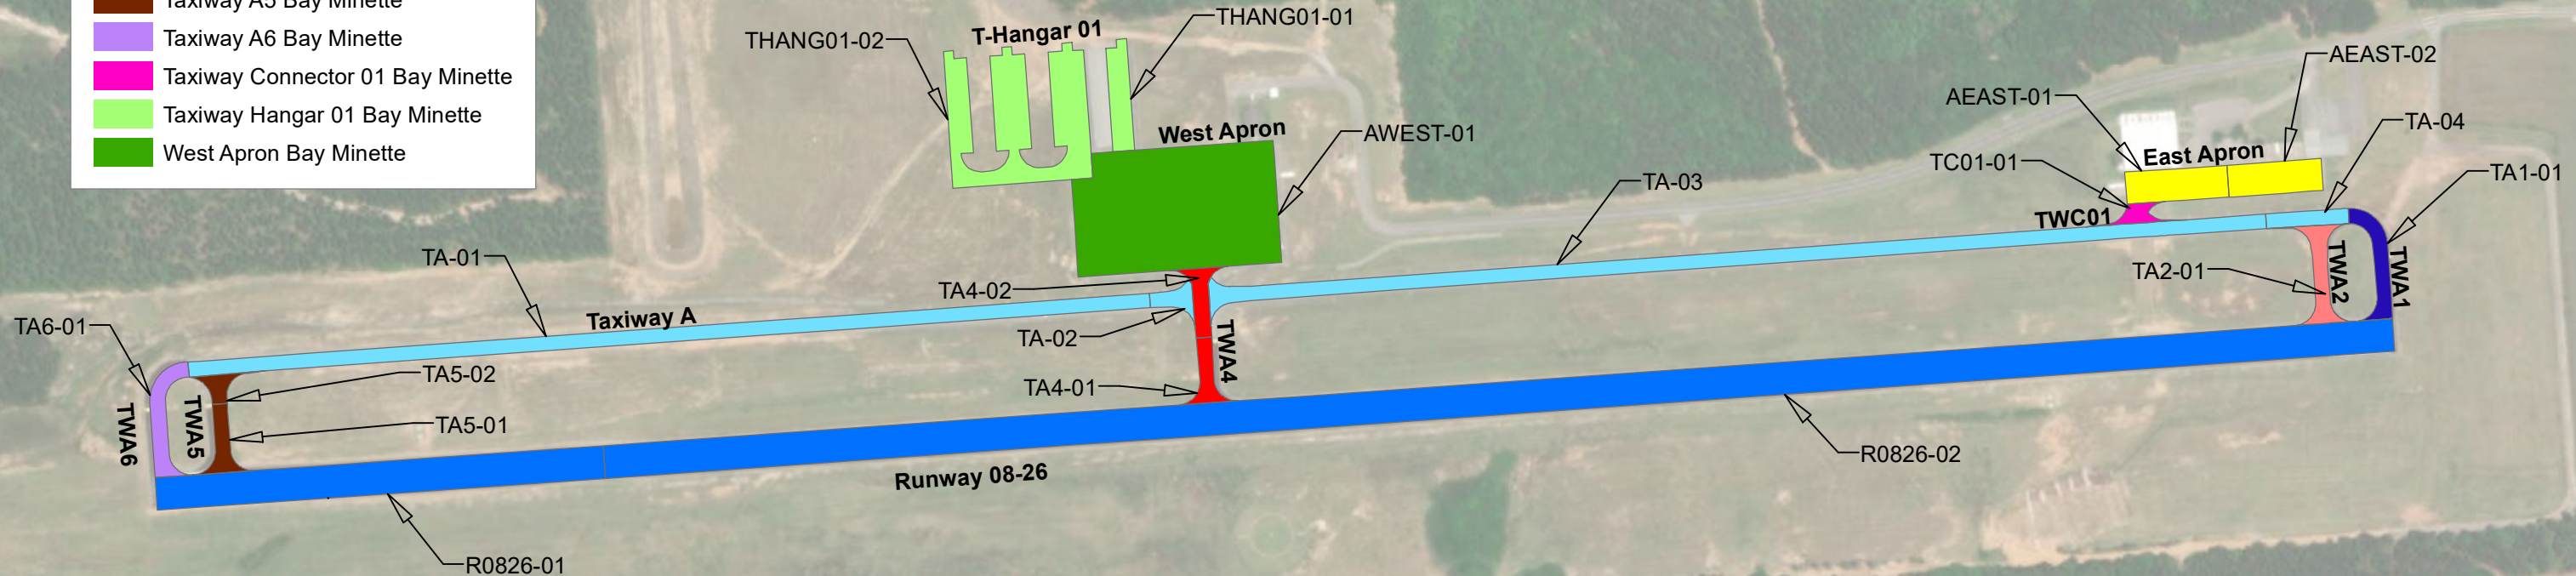 Taxiway A5 Bay Minette
Taxiway A6 Bay Minette
Taxiway Connector 01 Bay Minette
Taxiway Hangar 01 Bay Minette
West Apron Bay Minette
THANG01-02
T-Hangar 01
THANG01-01
West Apron
AWEST-01
AEAST-02
AEAST-01
TA-04
East Apron
TC01-01
TA1-01
TA-03
TWC01
TA-01
TA4-02
TWA2
TA2-01
TWA1
TA6-01
Taxiway A
TA-02
TWA4
TA5-02
TA4-01
TWA6
TWA5
TA5-01
R0826-02
Runway 08-26
R0826-01